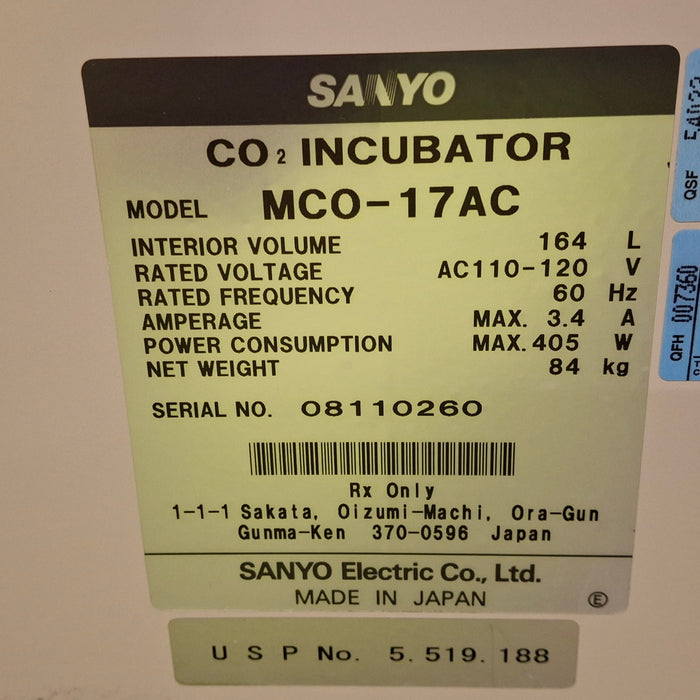 SANYO
CO2 INCUBATOR
MODEL MCO-17AC
INTERIOR VOLUME 164 L
RATED VOLTAGE AC110-120 V
RATED FREQUENCY 60 Hz
AMPERAGE MAX. 3.4 A
POWER CONSUMPTION MAX. 405 W
NET WEIGHT 84 kg
SERIAL NO. 08110260
Rx Only
1-1-1 Sakata, Oizumi-Machi, Ora-Gun
Gunma-Ken 370-0596 Japan
SANYO Electric Co., Ltd.
MADE IN JAPAN E
U S P No. 5.519.188
QSF
QFH 007360